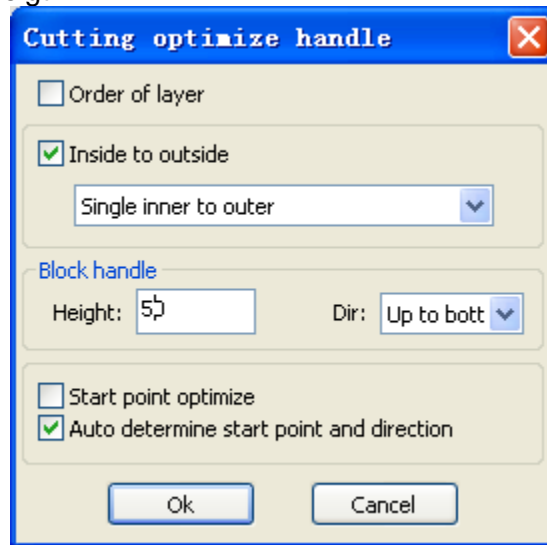 Cutting optimize handle
Order of layer
Inside to outside
Single inner to outer
Block handle
Height:
Dir: Up to bott
Start point optimize
Auto determine start point and direction
Ok Cancel